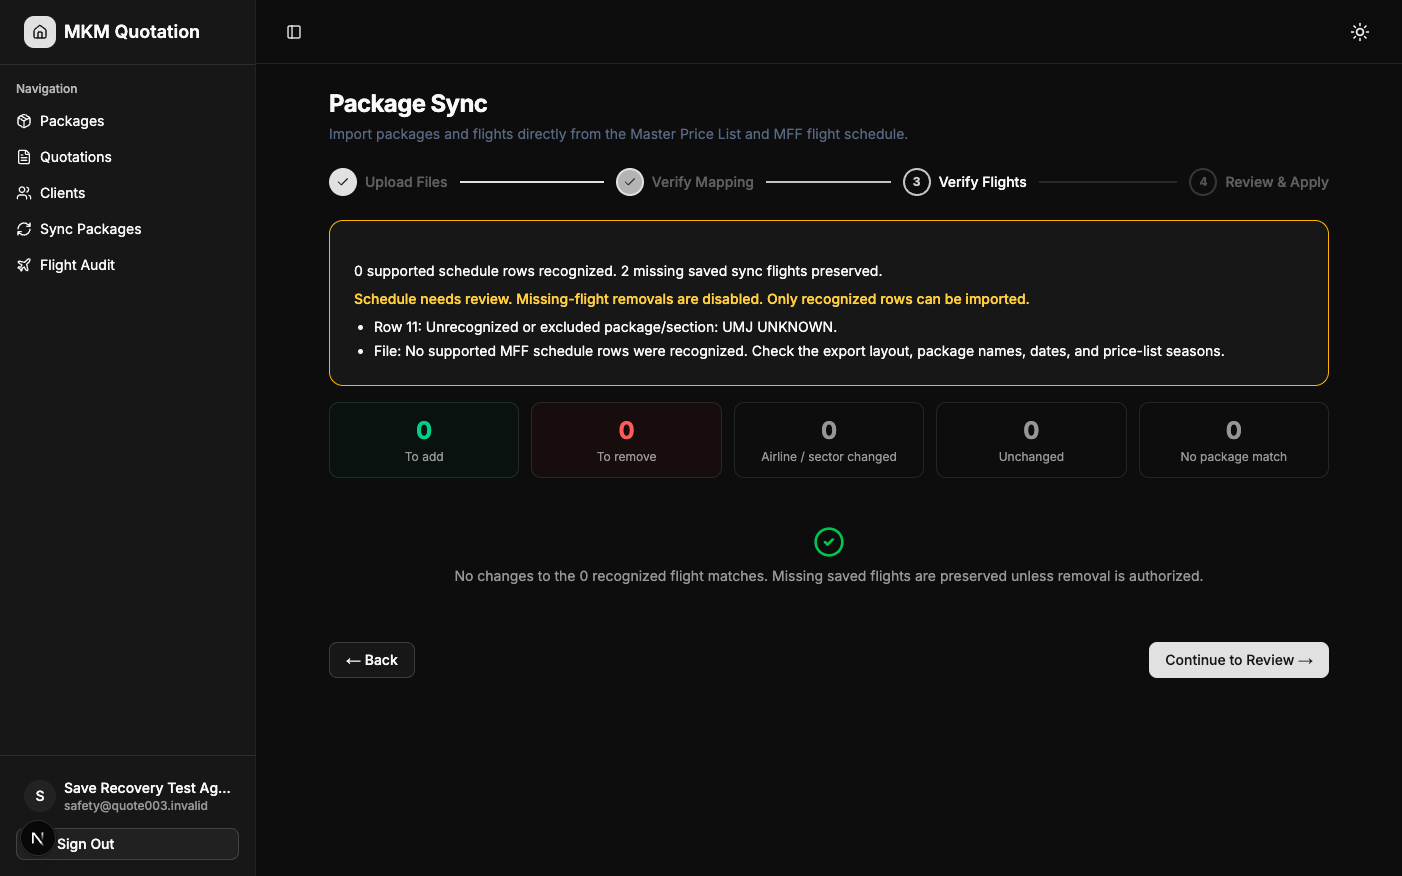 MKM Quotation
Navigation
Packages
Quotations
Clients
Sync Packages
Flight Audit
Package Sync
Import packages and flights directly from the Master Price List and MFF flight schedule.
Upload Files
Verify Mapping
3 Verify Flights
4 Review & Apply
0 supported schedule rows recognized. 2 missing saved sync flights preserved.
Schedule needs review. Missing-flight removals are disabled. Only recognized rows can be imported.
• Row 11: Unrecognized or excluded package/section: UMJ UNKNOWN.
• File: No supported MFF schedule rows were recognized. Check the export layout, package names, dates, and price-list seasons.
0
To add
0
To remove
0
Airline / sector changed
0
Unchanged
0
No package match
No changes to the 0 recognized flight matches. Missing saved flights are preserved unless removal is authorized.
← Back
Continue to Review →
S
Save Recovery Test Ag...
safety@quote003.invalid
N
Sign Out